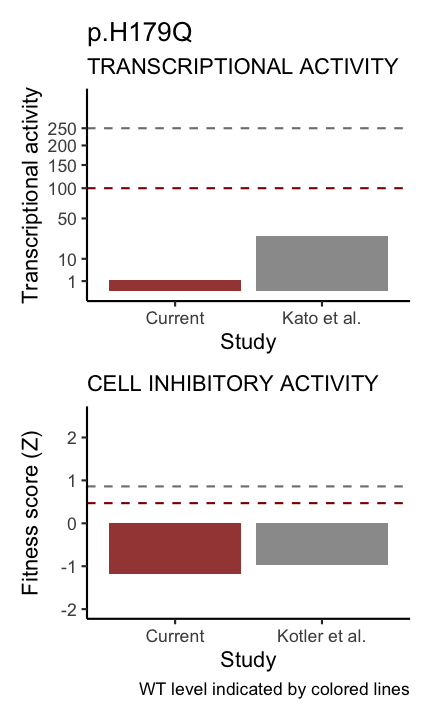 p.H179Q
TRANSCRIPTIONAL ACTIVITY
Transcriptional activity
250
200
150
100
50
10
1
Current
Kato et al.
Study
CELL INHIBITORY ACTIVITY
Fitness score (Z)
2
1
0
-1
-2
Current
Kotler et al.
Study
WT level indicated by colored lines